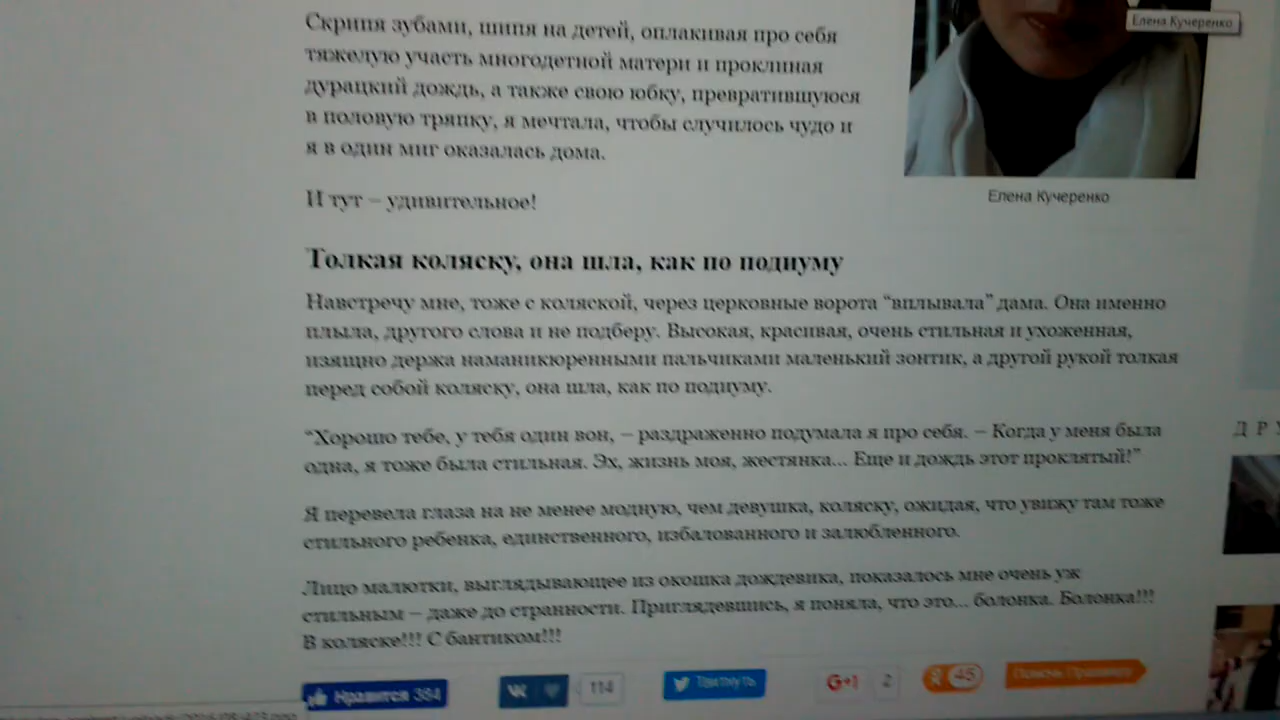 Скрипя зубами, шипя на детей, оплакивая про себя
тяжелую участь многодетной матери и проклиная
дурацкий дождь, а также свою юбку, превратившуюся
в половую тряпку, я мечтала, чтобы случилось чудо и
я в один миг оказалась дома.
Елена Кучеренко
Елена Кучеренко
И тут – удивительное!
Толкая коляску, она шла, как по подиуму
Навстречу мне, тоже с коляской, через церковные ворота “вплывала” дама. Она именно
плыла, другого слова и не подберу. Высокая, красивая, очень стильная и ухоженная,
изящно держа наманикюренными пальчиками маленький зонтик, а другой рукой толкая
перед собой коляску, она шла, как по подиуму.
“Хорошо тебе, у тебя один вон, – раздраженно подумала я про себя. – Когда у меня была
одна, я тоже была стильная. Эх, жизнь моя, жестянка... Еще и дождь этот проклятый!”
Я перевела глаза на не менее модную, чем девушка, коляску, ожидая, что увижу там тоже
стильного ребенка, единственного, избалованного и залюбленного.
Лицо малютки, выглядывающее из окошка дождевика, показалось мне очень уж
стильным – даже до странности. Приглядевшись, я поняла, что это... болонка. Болонка!!!
В коляске!!! С бантиком!!!
ДРУ
Нравится 384
114
Твитнуть
G+1
2
45
Помочь Правмиру